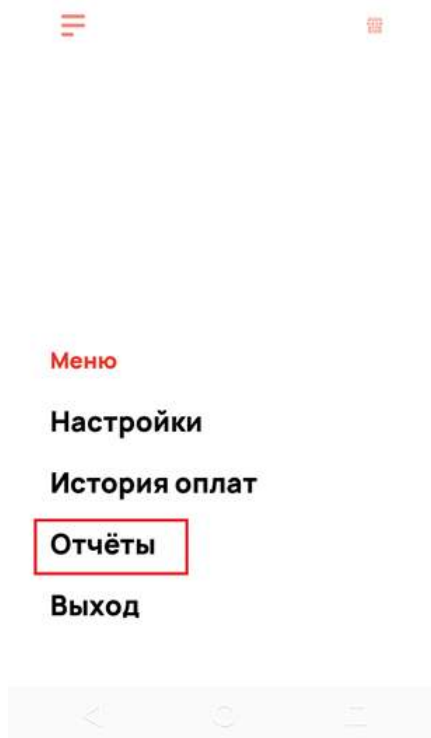 Меню
Настройки
История оплат
Отчёты
Выход